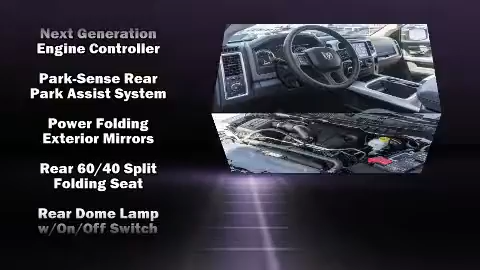 Next Generation
Engine Controller
Park-Sense Rear
Park Assist System
Power Folding
Exterior Mirrors
Rear 60/40 Split
Folding Seat
Rear Dome Lamp
w/On/Off Switch